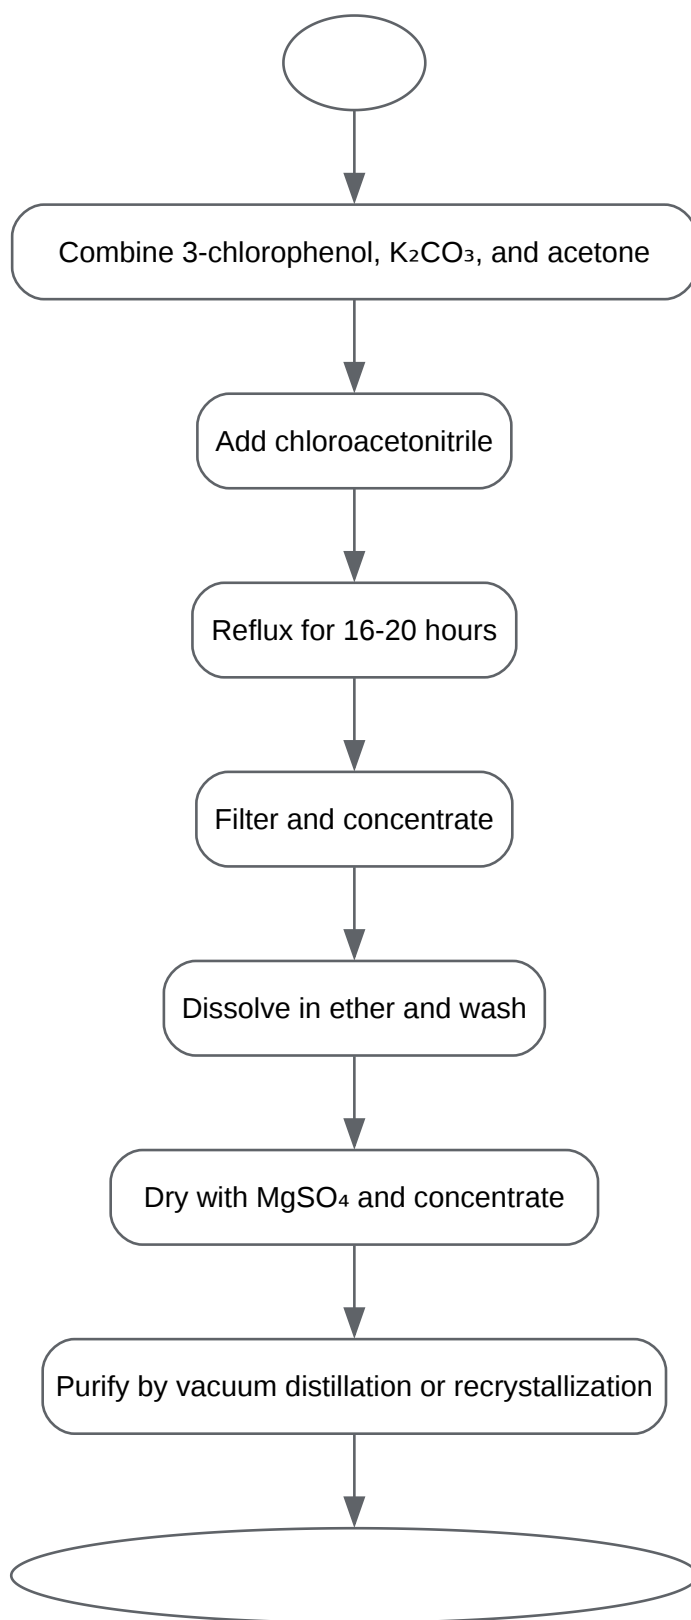 Combine 3-chlorophenol, K₂CO₃, and acetone
Add chloroacetonitrile
Reflux for 16-20 hours
Filter and concentrate
Dissolve in ether and wash
Dry with MgSO₄ and concentrate
Purify by vacuum distillation or recrystallization